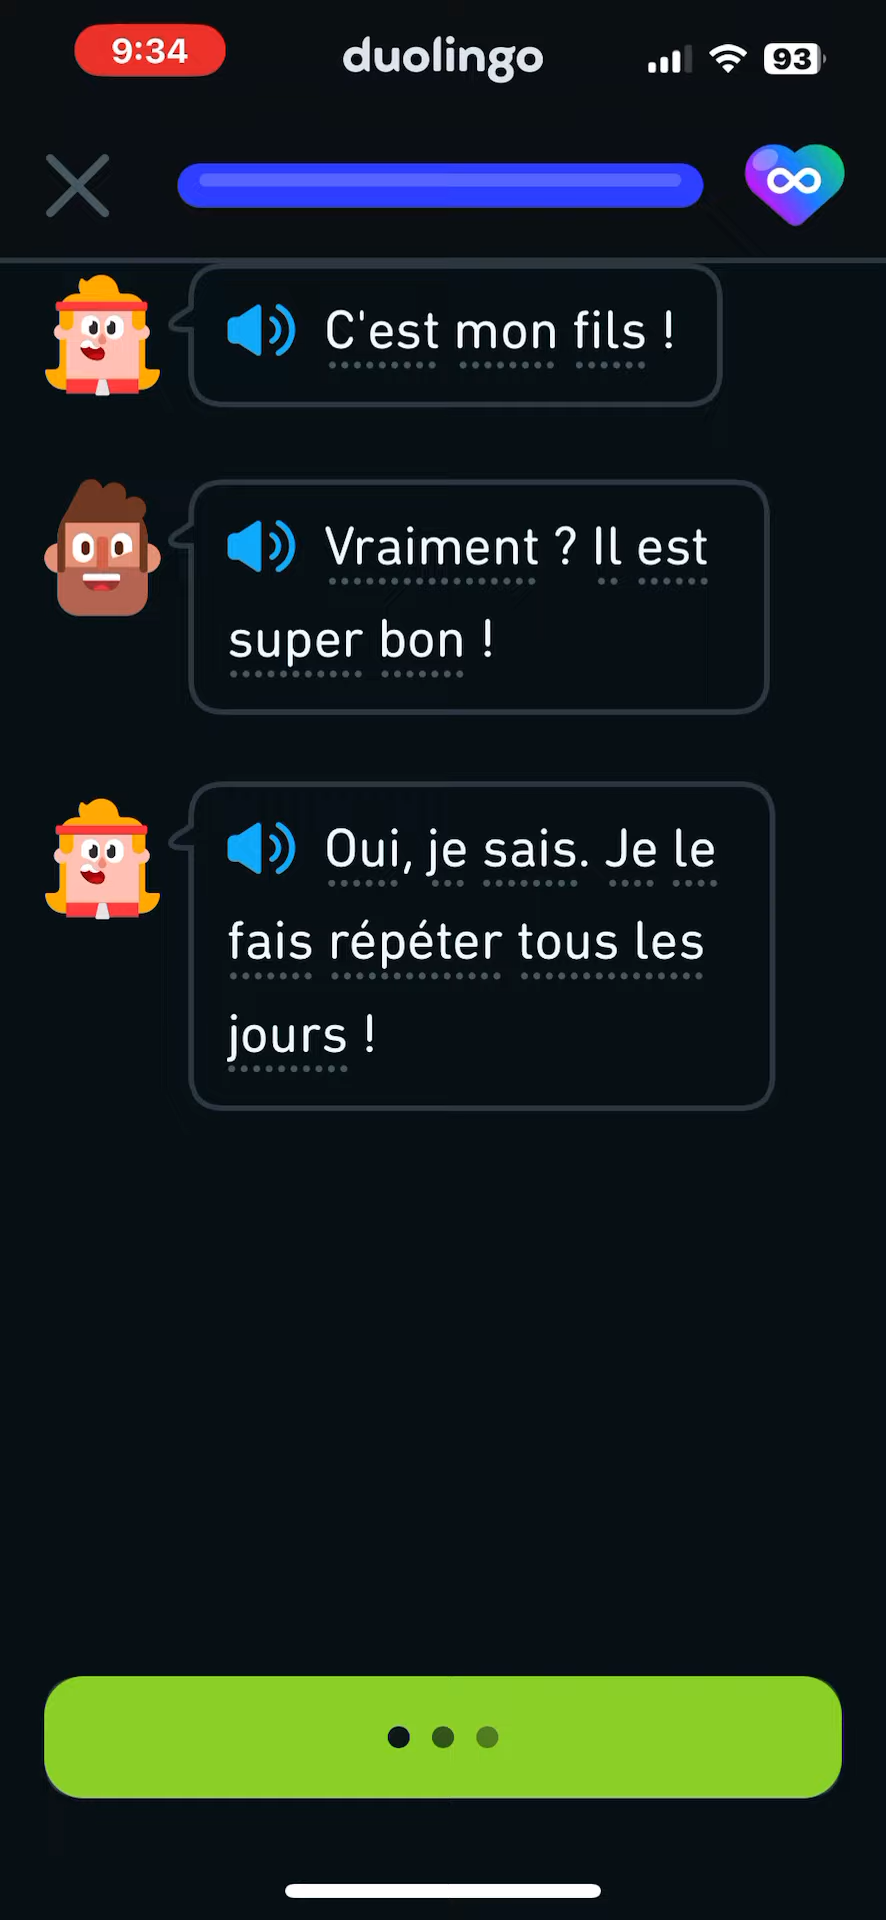 9:34
duolingo
93
C'est mon fils !
Vraiment ? Il est
super bon !
Oui, je sais. Je le
fais répéter tous les
jours !